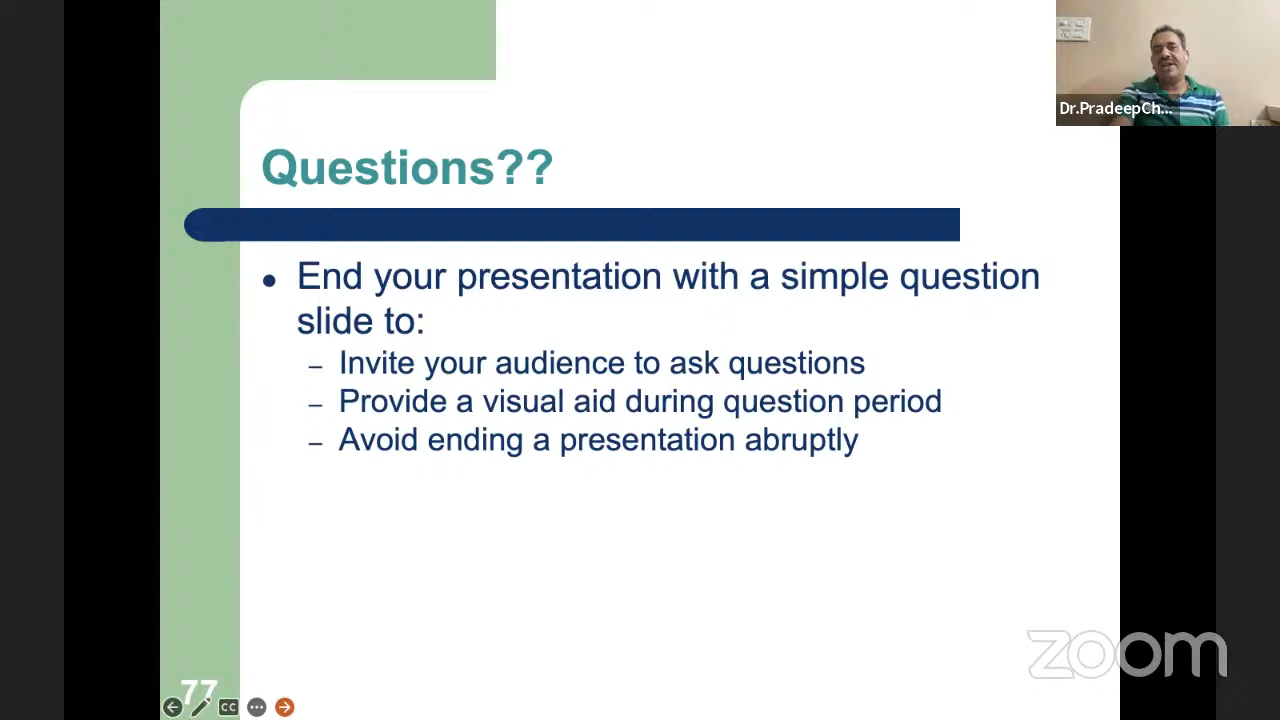 Dr.PradeepCh...
Questions??
● End your presentation with a simple question
slide to:
– Invite your audience to ask questions
– Provide a visual aid during question period
– Avoid ending a presentation abruptly
zoom
77
CC